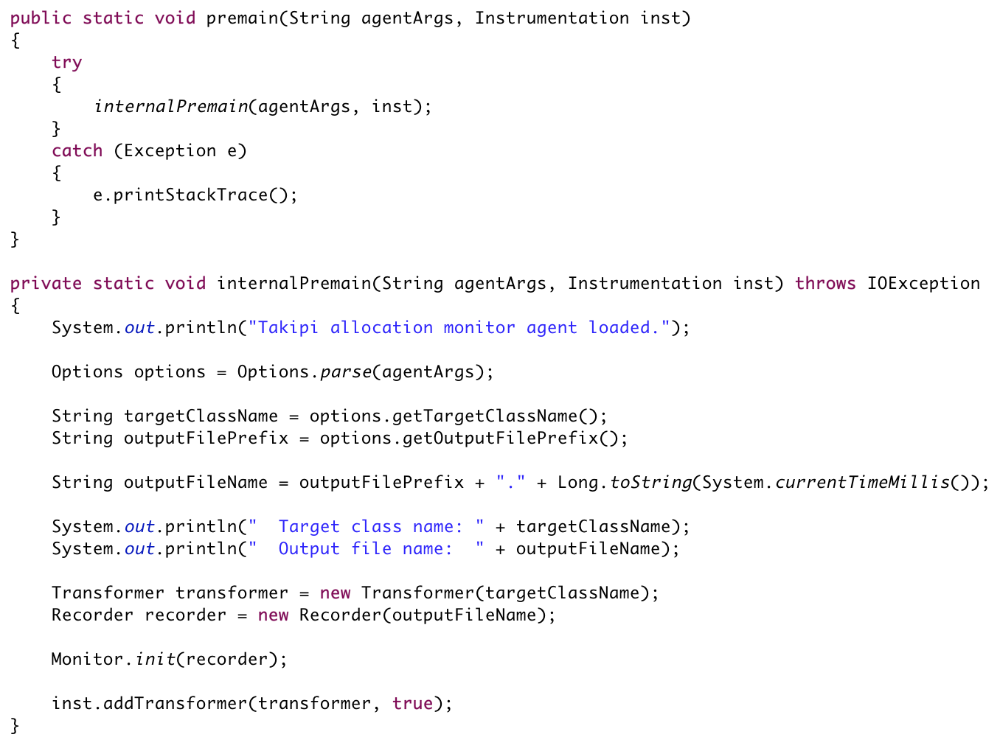 public static void premain(String agentArgs, Instrumentation inst)
{
    try
    {
        internalPremain(agentArgs, inst);
    }
    catch (Exception e)
    {
        e.printStackTrace();
    }
}

private static void internalPremain(String agentArgs, Instrumentation inst) throws IOException
{
    System.out.println("Takipi allocation monitor agent loaded.");

    Options options = Options.parse(agentArgs);

    String targetClassName = options.getTargetClassName();
    String outputFilePrefix = options.getOutputFilePrefix();

    String outputFileName = outputFilePrefix + "." + Long.toString(System.currentTimeMillis());

    System.out.println("  Target class name: " + targetClassName);
    System.out.println("  Output file name:  " + outputFileName);

    Transformer transformer = new Transformer(targetClassName);
    Recorder recorder = new Recorder(outputFileName);

    Monitor.init(recorder);

    inst.addTransformer(transformer, true);
}